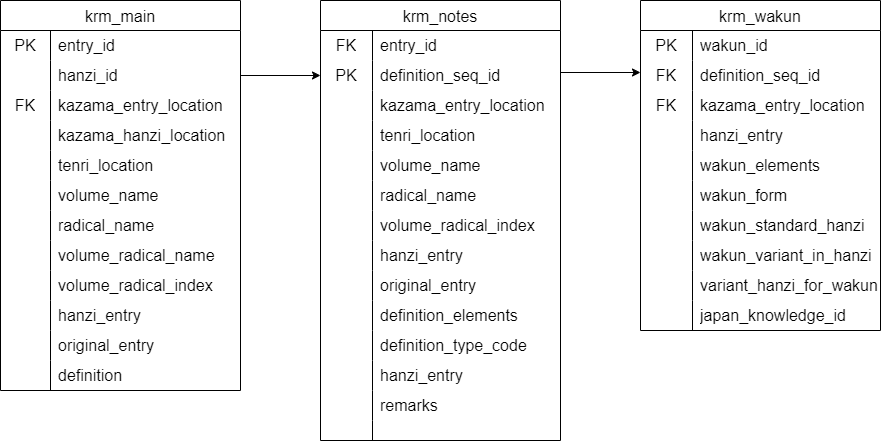 krm_main
PK entry_id
hanzi_id
FK kazama_entry_location
kazama_hanzi_location
tenri_location
volume_name
radical_name
volume_radical_name
volume_radical_index
hanzi_entry
original_entry
definition
krm_notes
FK entry_id
PK definition_seq_id
kazama_entry_location
tenri_location
volume_name
radical_name
volume_radical_index
hanzi_entry
original_entry
definition_elements
definition_type_code
hanzi_entry
remarks
krm_wakun
PK wakun_id
FK definition_seq_id
FK kazama_entry_location
hanzi_entry
wakun_elements
wakun_form
wakun_standard_hanzi
wakun_variant_in_hanzi
variant_hanzi_for_wakun
japan_knowledge_id